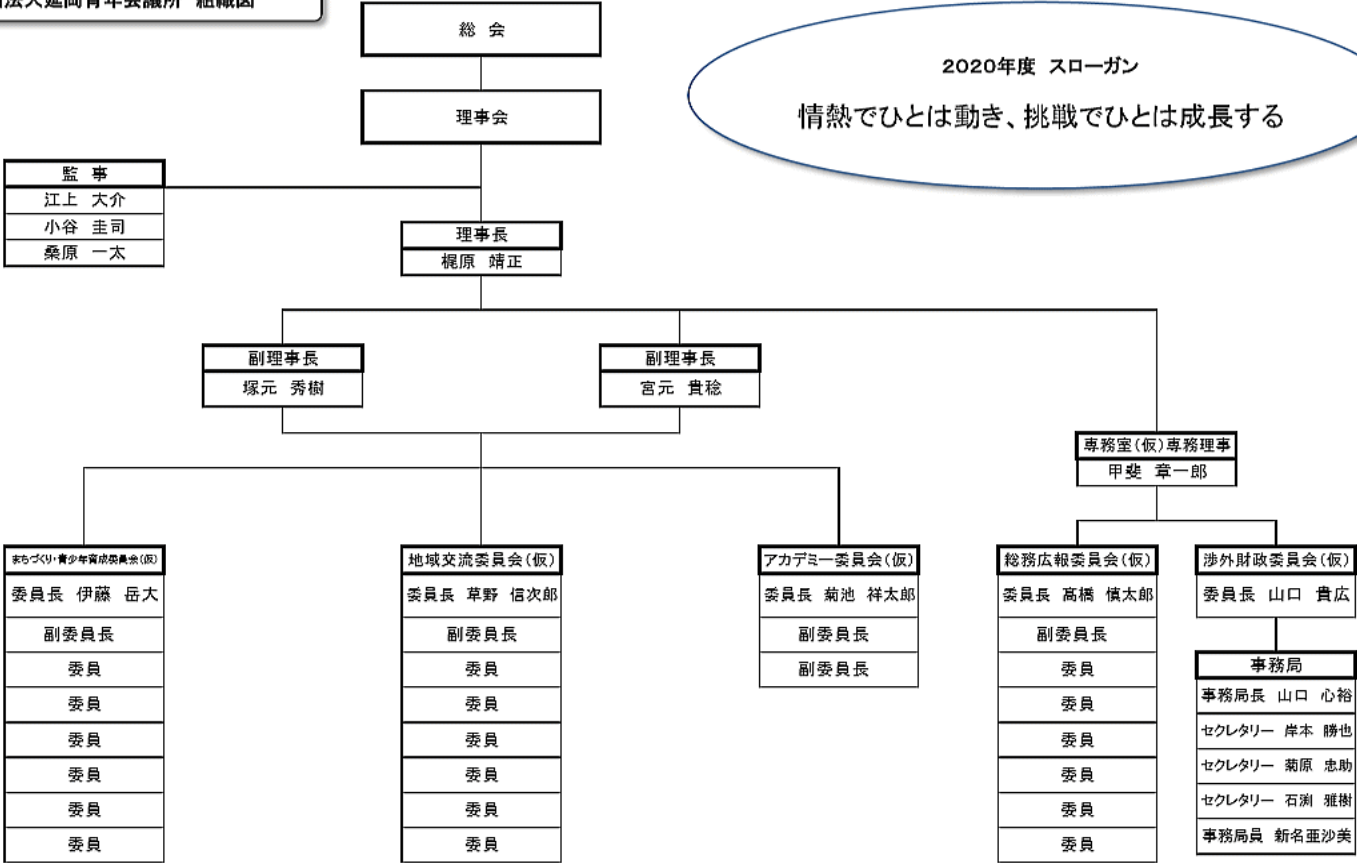 法人延岡青年会議所 組織図
総 会
2020年度 スローガン
情熱でひとは動き、挑戦でひとは成長する
理事会
監 事
江上 大介
小谷 圭司
桑原 一太
理事長
梶原 靖正
副理事長
塚元 秀樹
副理事長
宮元 貴稔
専務室(仮)専務理事
甲斐 章一郎
まちづくり・青少年育成委員会(仮)
委員長 伊藤 岳大
副委員長
委員
委員
委員
委員
委員
委員
地域交流委員会(仮)
委員長 草野 信次郎
副委員長
委員
委員
委員
委員
委員
委員
アカデミー委員会(仮)
委員長 菊池 祥太郎
副委員長
副委員長
総務広報委員会(仮)
委員長 髙橋 慎太郎
副委員長
委員
委員
委員
委員
委員
委員
渉外財政委員会(仮)
委員長 山口 貴広
事務局
事務局長 山口 心裕
セクレタリー 岸本 勝也
セクレタリー 菊原 忠助
セクレタリー 石渕 雅樹
事務局員 新名亜沙美